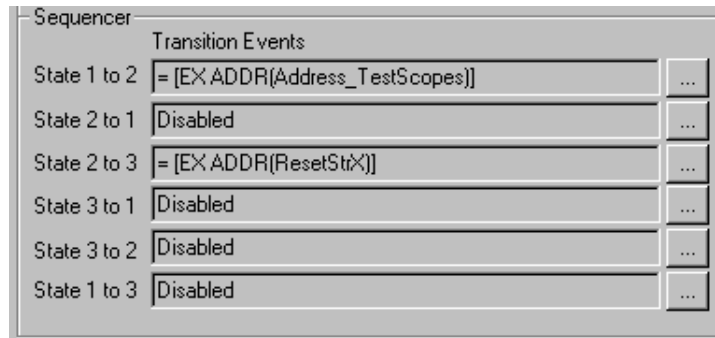 Sequencer
Transition Events
State 1 to 2 = [EX ADDR(Address_TestScopes)] ...
State 2 to 1 Disabled ...
State 2 to 3 = [EX ADDR(ResetStrX)] ...
State 3 to 1 Disabled ...
State 3 to 2 Disabled ...
State 1 to 3 Disabled ...